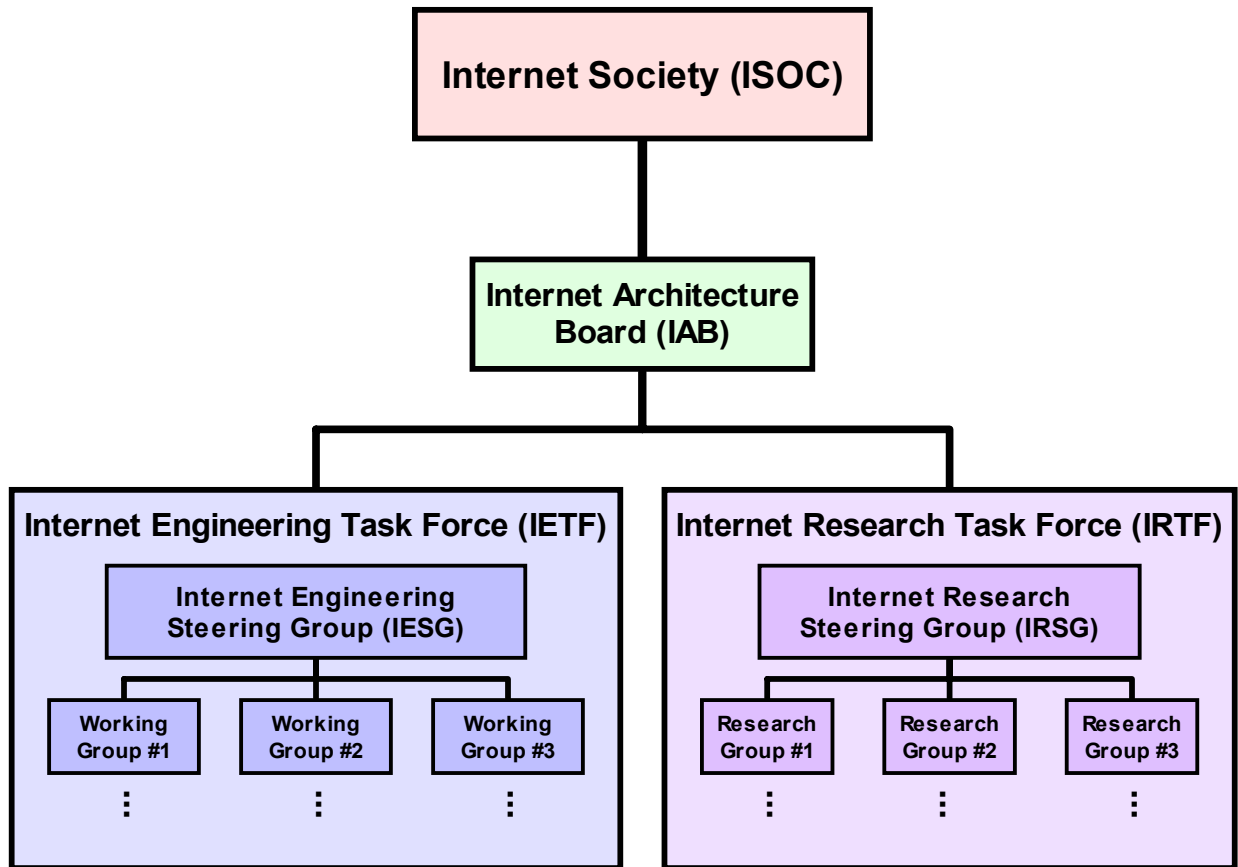 Internet Society (ISOC)
Internet Architecture
Board (IAB)
Internet Engineering Task Force (IETF)
Internet Engineering
Steering Group (IESG)
Working
Group #1
Working
Group #2
Working
Group #3
⋮
⋮
⋮
Internet Research Task Force (IRTF)
Internet Research
Steering Group (IRSG)
Research
Group #1
Research
Group #2
Research
Group #3
⋮
⋮
⋮